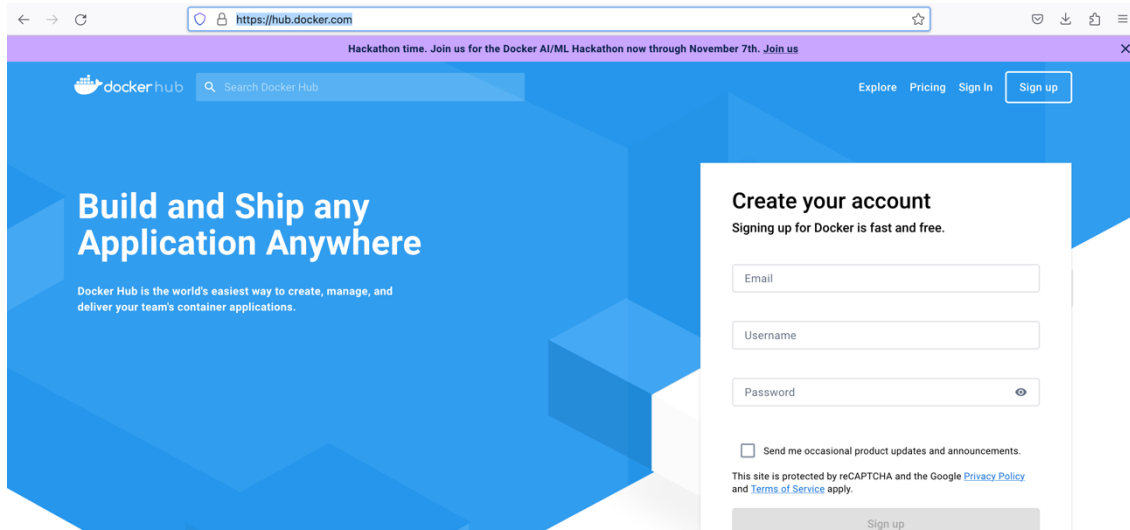 https://hub.docker.com
Hackathon time. Join us for the Docker AI/ML Hackathon now through November 7th. Join us
dockerhub
Search Docker Hub
Explore
Pricing
Sign In
Sign up
Build and Ship any
Application Anywhere
Docker Hub is the world's easiest way to create, manage, and
deliver your team's container applications.
Create your account
Signing up for Docker is fast and free.
Email
Username
Password
Send me occasional product updates and announcements.
This site is protected by reCAPTCHA and the Google Privacy Policy
and Terms of Service apply.
Sign up